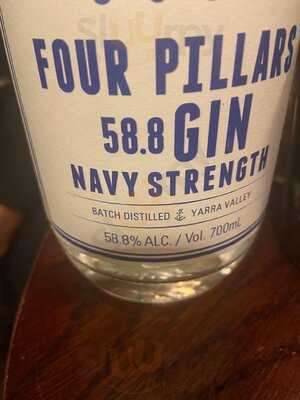 FOUR PILLARS
58.8 GIN
NAVY STRENGTH
BATCH DISTILLED ⚓ YARRA VALLEY
58.8% ALC. / Vol. 700mL